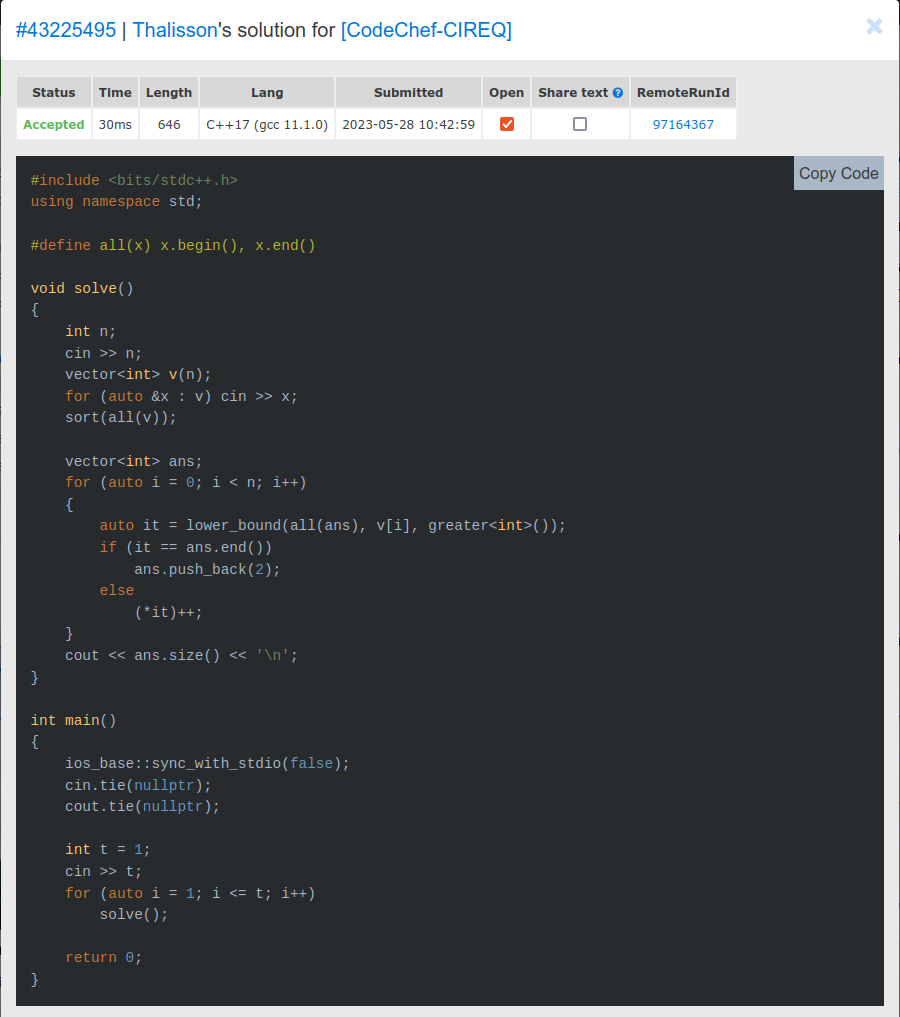 #43225495 | Thalisson's solution for [CodeChef-CIREQ]
×
Status Time Length Lang Submitted Open Share text ? RemoteRunId
Accepted 30ms 646 C++17 (gcc 11.1.0) 2023-05-28 10:42:59 97164367
Copy Code
#include <bits/stdc++.h>
using namespace std;

#define all(x) x.begin(), x.end()

void solve()
{
    int n;
    cin >> n;
    vector<int> v(n);
    for (auto &x : v) cin >> x;
    sort(all(v));

    vector<int> ans;
    for (auto i = 0; i < n; i++)
    {
        auto it = lower_bound(all(ans), v[i], greater<int>());
        if (it == ans.end())
            ans.push_back(2);
        else
            (*it)++;
    }
    cout << ans.size() << '\n';
}

int main()
{
    ios_base::sync_with_stdio(false);
    cin.tie(nullptr);
    cout.tie(nullptr);

    int t = 1;
    cin >> t;
    for (auto i = 1; i <= t; i++)
        solve();

    return 0;
}